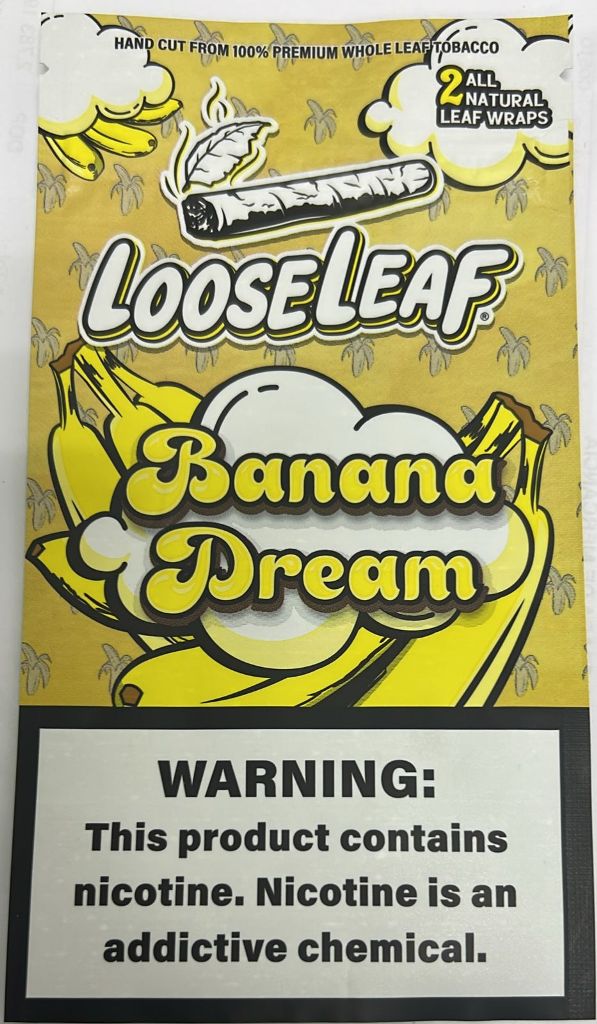 HAND CUT FROM 100% PREMIUM WHOLE LEAF TOBACCO
2 ALL
NATURAL
LEAF WRAPS
LOOSELEAF®
Banana
Dream
WARNING:
This product contains
nicotine. Nicotine is an
addictive chemical.